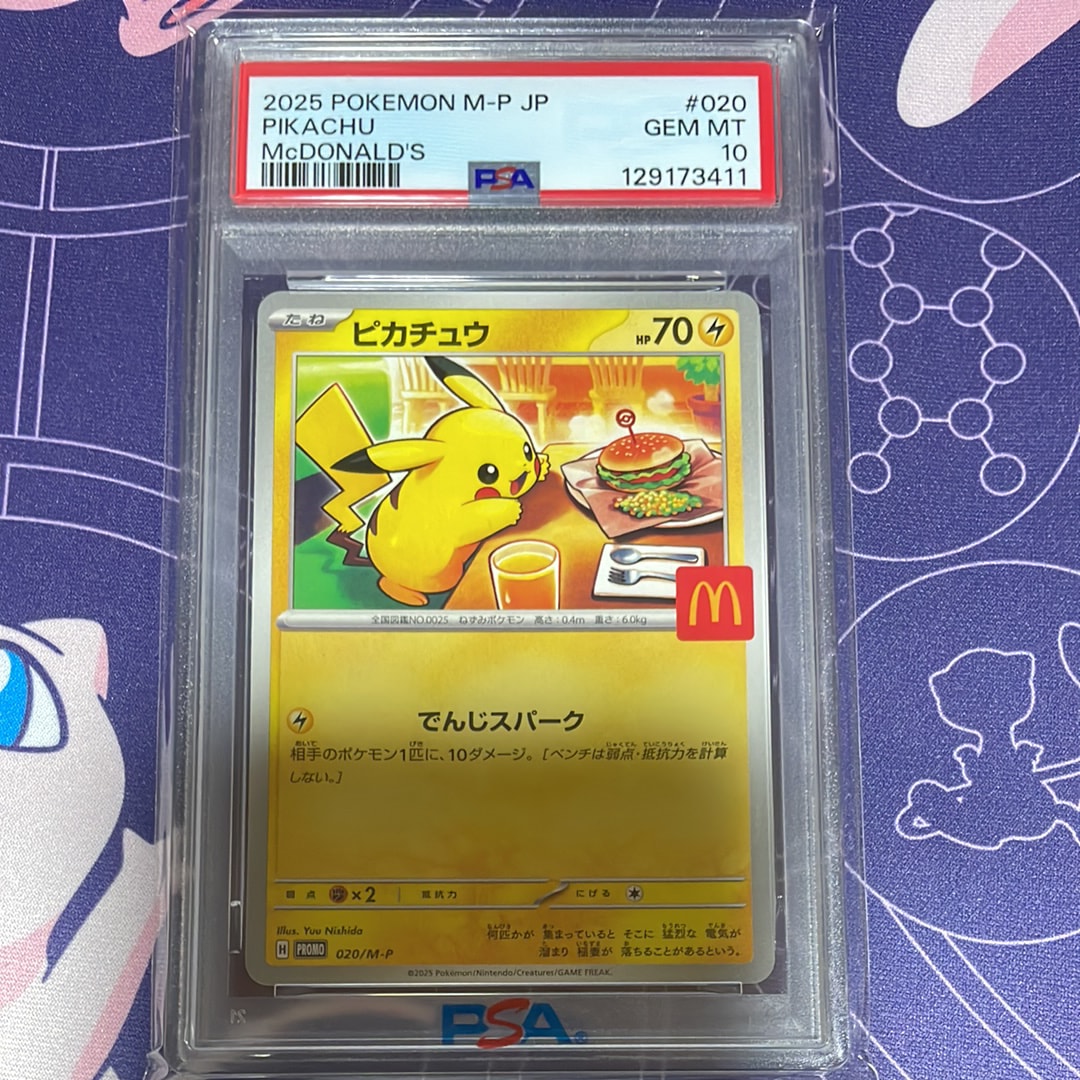 2025 POKEMON M-P JP #020
PIKACHU GEM MT
McDONALD'S 10
PSA 129173411
たね ピカチュウ HP70
全国図鑑NO.0025 ねずみポケモン 高さ:0.4m 重さ:6.0kg
でんじスパーク
相手のポケモン1匹に、10ダメージ。[ベンチは弱点・抵抗力を計算
しない。]
弱点 ×2 抵抗力 にげる
Illus. Yuu Nishida
何匹かが 集まっていると そこに 猛烈な 電気が
溜まり 稲妻が 落ちることがあるという。
H PROMO 020/M-P
©2025 Pokémon/Nintendo/Creatures/GAME FREAK.
PSA®